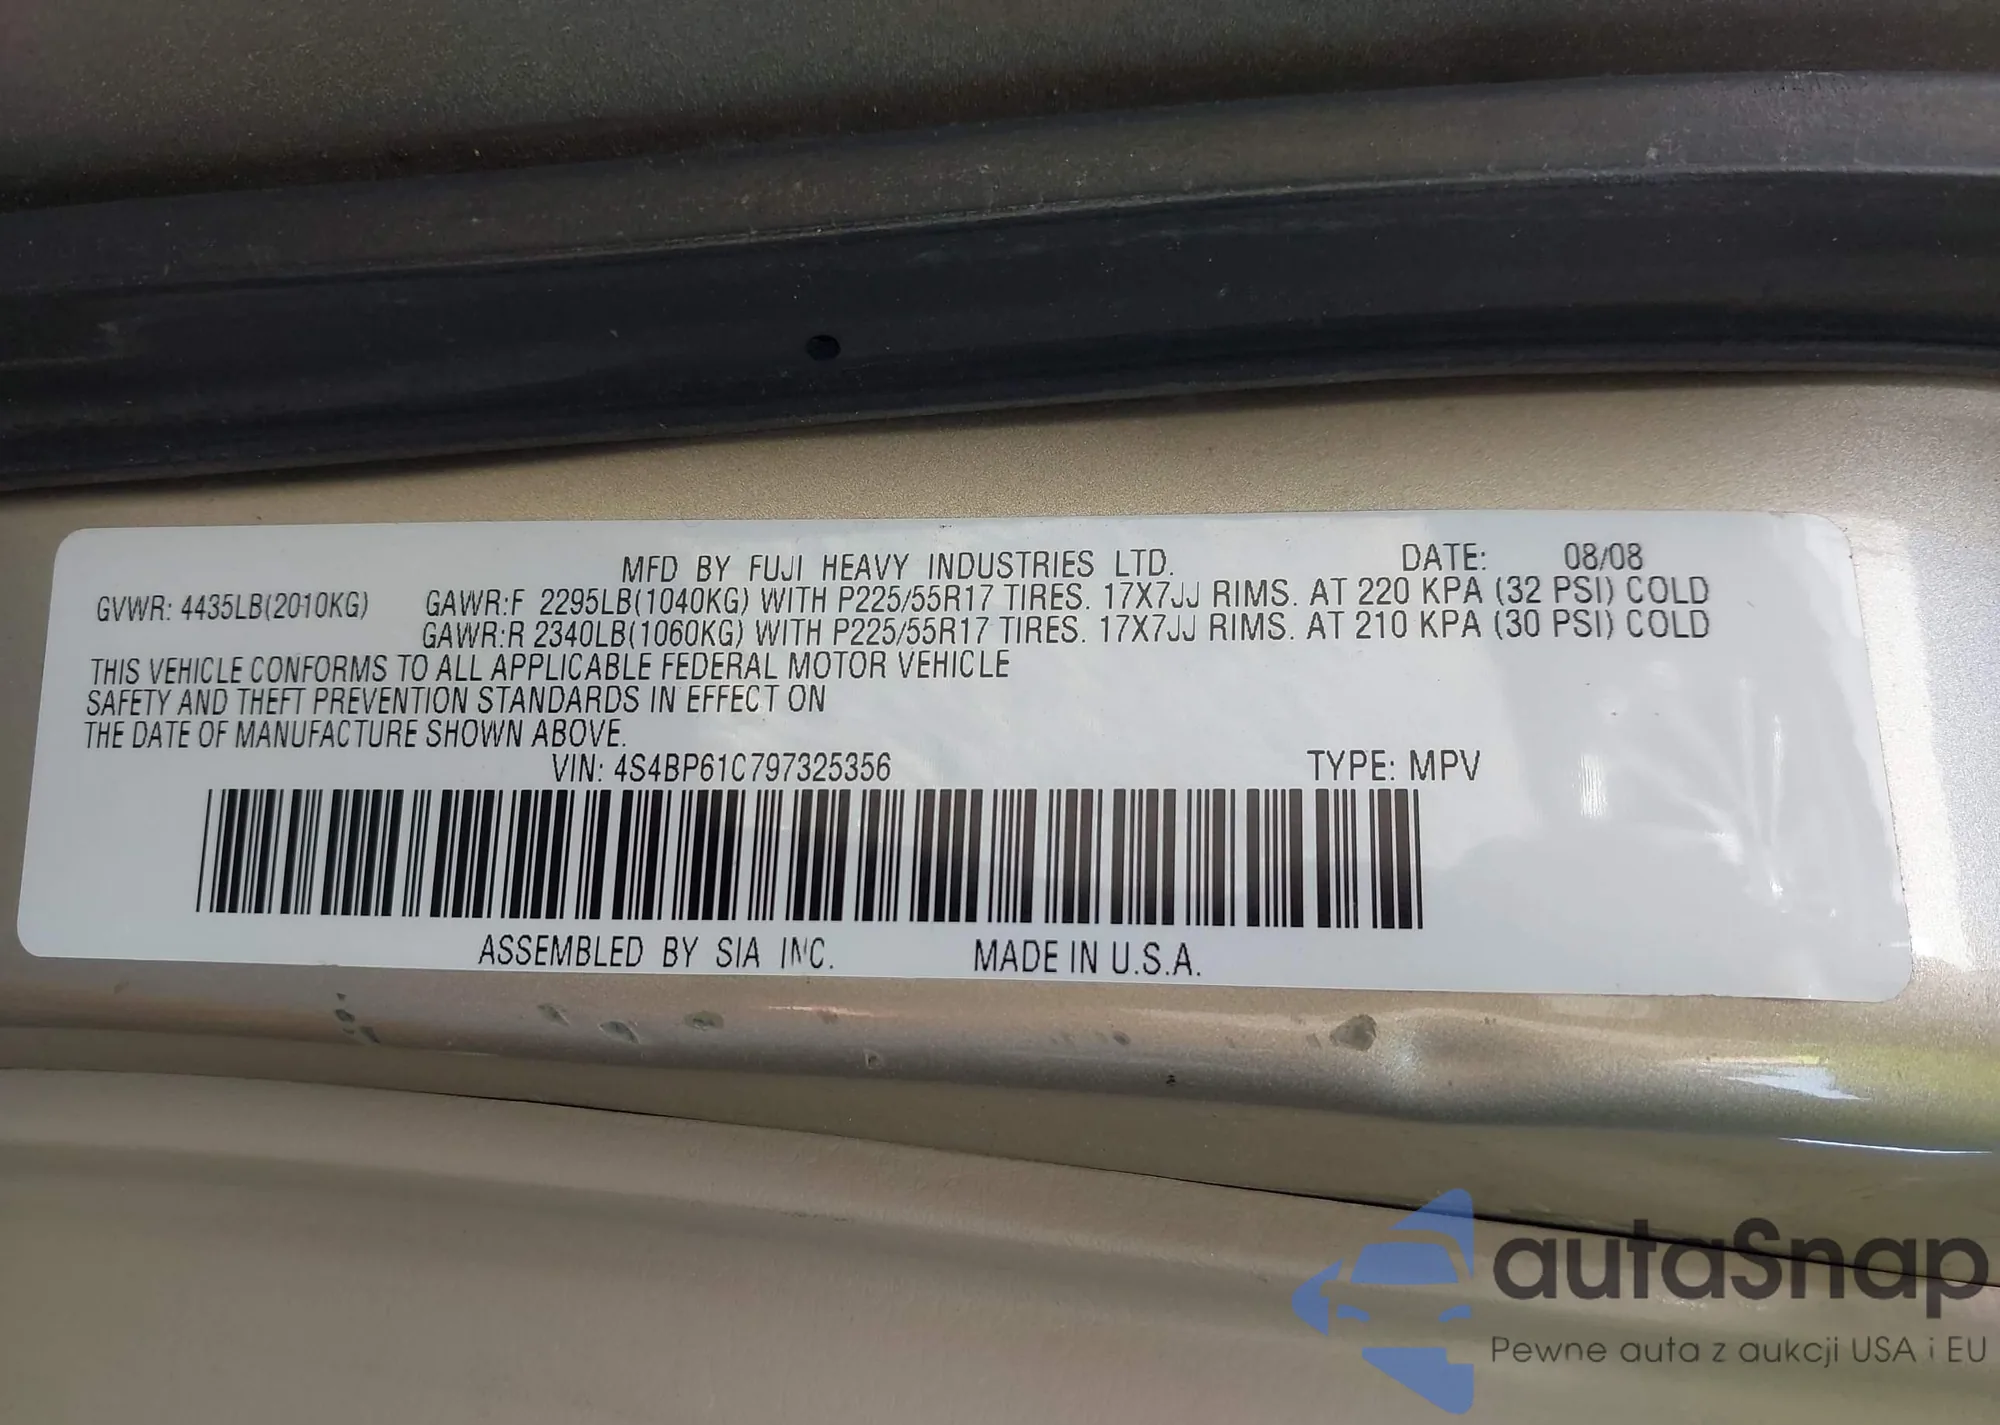 MFD BY FUJI HEAVY INDUSTRIES LTD. DATE: 08/08
GVWR: 4435LB(2010KG) GAWR:F 2295LB(1040KG) WITH P225/55R17 TIRES. 17X7JJ RIMS. AT 220 KPA (32 PSI) COLD
GAWR:R 2340LB(1060KG) WITH P225/55R17 TIRES. 17X7JJ RIMS. AT 210 KPA (30 PSI) COLD
THIS VEHICLE CONFORMS TO ALL APPLICABLE FEDERAL MOTOR VEHICLE
SAFETY AND THEFT PREVENTION STANDARDS IN EFFECT ON
THE DATE OF MANUFACTURE SHOWN ABOVE.
VIN: 4S4BP61C797325356 TYPE: MPV
ASSEMBLED BY SIA INC. MADE IN U.S.A.
autaSnap
Pewne auta z aukcji USA i EU